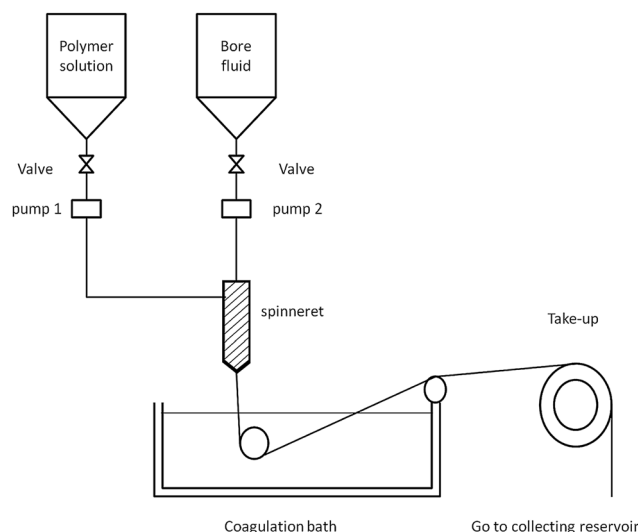 Polymer
solution
Bore
fluid
Valve
Valve
pump 1
pump 2
spinneret
Take-up
Coagulation bath
Go to collecting reservoir